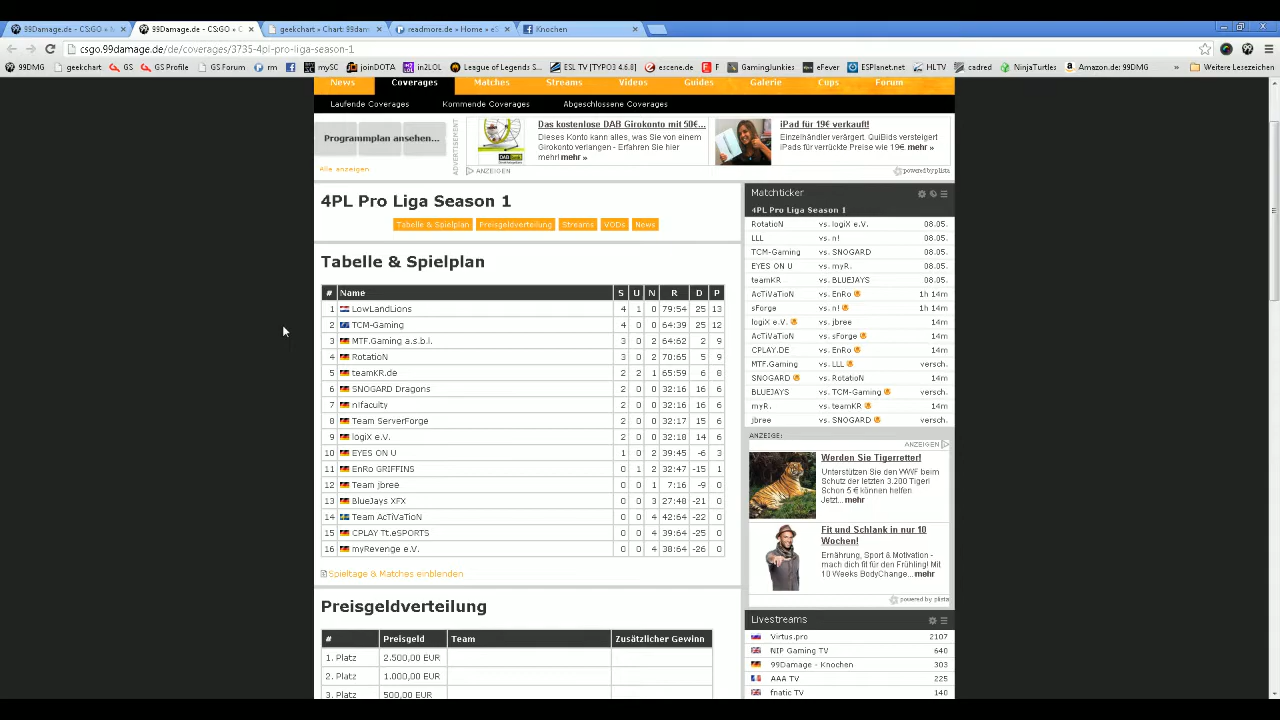 99Damage.de - CS:GO » N
99Damage.de - CS:GO » C
geekchart » Chart: 99dam
readmore.de » Home » eS
Knochen
csgo.99damage.de/de/coverages/3735-4pl-pro-liga-season-1
99DMG geekchart GS GS Profile GS Forum rm mySC joinDOTA in2LOL League of Legends S... ESL TV [TYPO3 4.6.8] escene.de F GamingJunkies eFever ESPlanet.net HLTV cadred NinjaTurtles Amazon.de: 99DMG » Weitere Lesezeichen
News Coverages Matches Streams Videos Guides Galerie Cups Forum
Laufende Coverages Kommende Coverages Abgeschlossene Coverages
Programmplan ansehen...
Alle anzeigen
ADVERTISEMENT
Das kostenlose DAB Girokonto mit 50€...
Dieses Konto kann alles, was Sie von einem
Girokonto verlangen - Erfahren Sie hier
mehr! mehr »
iPad für 19€ verkauft!
Einzelhändler verärgert. QuiBids versteigert
iPads für verrückte Preise wie 19€ mehr »
ANZEIGEN
powered by plista
4PL Pro Liga Season 1
Tabelle & Spielplan Preisgeldverteilung Streams VODs News
Tabelle & Spielplan
# Name S U N R D P
1 LowLandLions 4 1 0 79:54 25 13
2 TCM-Gaming 4 0 0 64:39 25 12
3 MTF.Gaming a.s.b.l. 3 0 2 64:62 2 9
4 RotatioN 3 0 2 70:65 5 9
5 teamKR.de 2 2 1 65:59 6 8
6 SNOGARD Dragons 2 0 0 32:16 16 6
7 n!faculty 2 0 0 32:16 16 6
8 Team ServerForge 2 0 0 32:17 15 6
9 logiX e.V. 2 0 0 32:18 14 6
10 EYES ON U 1 0 2 39:45 -6 3
11 EnRo GRIFFINS 0 1 2 32:47 -15 1
12 Team jbree 0 0 1 7:16 -9 0
13 BlueJays XFX 0 0 3 27:48 -21 0
14 Team AcTiVaTioN 0 0 4 42:64 -22 0
15 CPLAY Tt.eSPORTS 0 0 4 39:64 -25 0
16 myRevenge e.V. 0 0 4 38:64 -26 0
Spieltage & Matches einblenden
Preisgeldverteilung
# Preisgeld Team Zusätzlicher Gewinn
1. Platz 2.500,00 EUR
2. Platz 1.000,00 EUR
3. Platz 500,00 EUR
Matchticker
4PL Pro Liga Season 1
RotatioN vs. logiX e.V. 08.05.
LLL vs. n! 08.05.
TCM-Gaming vs. SNOGARD 08.05.
EYES ON U vs. myR. 08.05.
teamKR vs. BLUEJAYS 08.05.
AcTiVaTioN vs. EnRo 1h 14m
sForge vs. n! 1h 14m
logiX e.V. vs. jbree 14m
AcTiVaTioN vs. sForge 14m
CPLAY.DE vs. EnRo 14m
MTF.Gaming vs. LLL versch.
SNOGARD vs. RotatioN 14m
BLUEJAYS vs. TCM-Gaming versch.
myR. vs. teamKR 14m
jbree vs. SNOGARD versch.
ANZEIGE:
ANZEIGEN
Werden Sie Tigerretter!
Unterstützen Sie den WWF beim
Schutz der letzten 3.200 Tiger!
Schon 5 € können helfen
Jetzt... mehr
Fit und Schlank in nur 10
Wochen!
Ernährung, Sport & Motivation -
mach dich fit für den Frühling! Mit
10 Weeks BodyChange... mehr
powered by plista
Livestreams
Virtus.pro 2107
NIP Gaming TV 640
99Damage - Knochen 303
AAA TV 225
fnatic TV 140